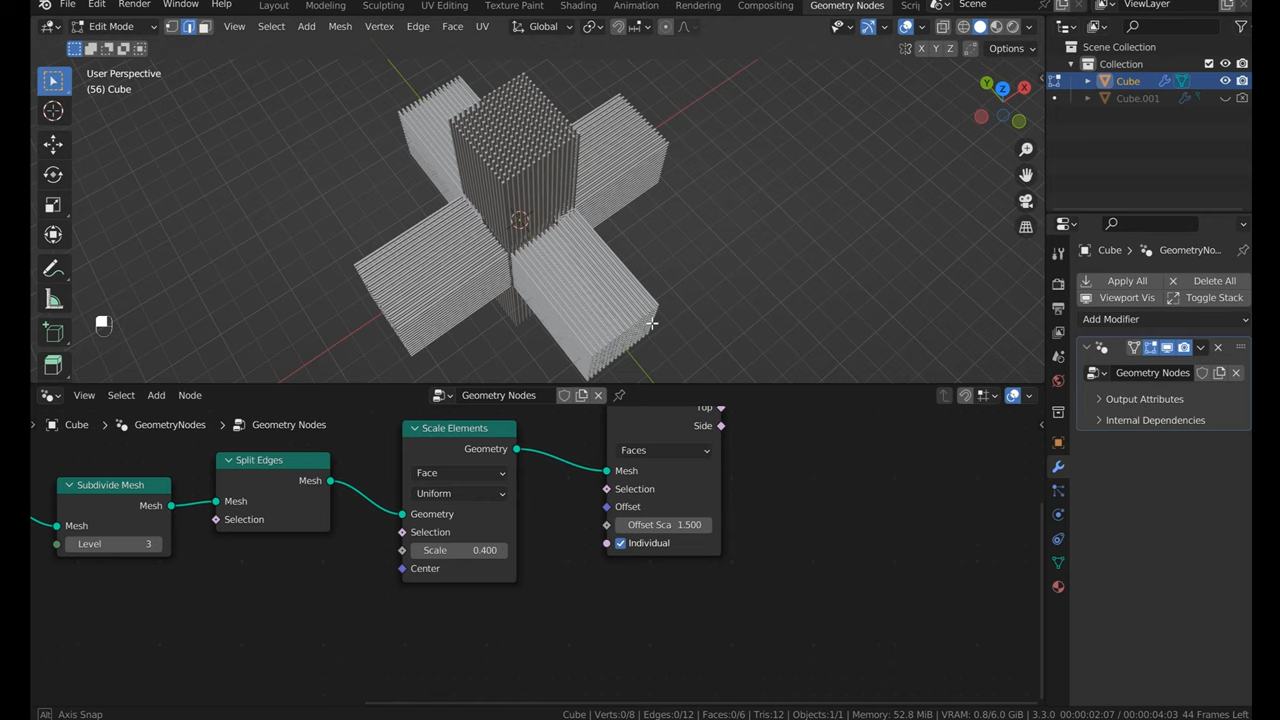 File Edit Render Window Help Layout Modeling Sculpting UV Editing Texture Paint Shading Animation Rendering Compositing Geometry Nodes Scrip Scene ViewLayer
Edit Mode View Select Add Mesh Vertex Edge Face UV Global
X Y Z Options
User Perspective
(56) Cube
Z Y X
Scene Collection
Collection
Cube
Cube.001
Cube GeometryNo...
Apply All Delete All
Viewport Vis Toggle Stack
Add Modifier
Geometry Nodes
Output Attributes
Internal Dependencies
View Select Add Node Geometry Nodes
Cube GeometryNodes Geometry Nodes
Subdivide Mesh
Mesh
Mesh
Level 3
Split Edges
Mesh
Mesh
Selection
Scale Elements
Geometry
Face
Uniform
Geometry
Selection
Scale 0.400
Center
Top
Side
Faces
Mesh
Selection
Offset
Offset Sca 1.500
Individual
Alt Axis Snap
Cube | Verts:0/8 | Edges:0/12 | Faces:0/6 | Tris:12 | Objects:1/1 | Memory: 52.8 MiB | VRAM: 0.8/6.0 GiB | 3.3.0 00:00:00:02:07 / 00:00:00:04:03 44 Frames Left